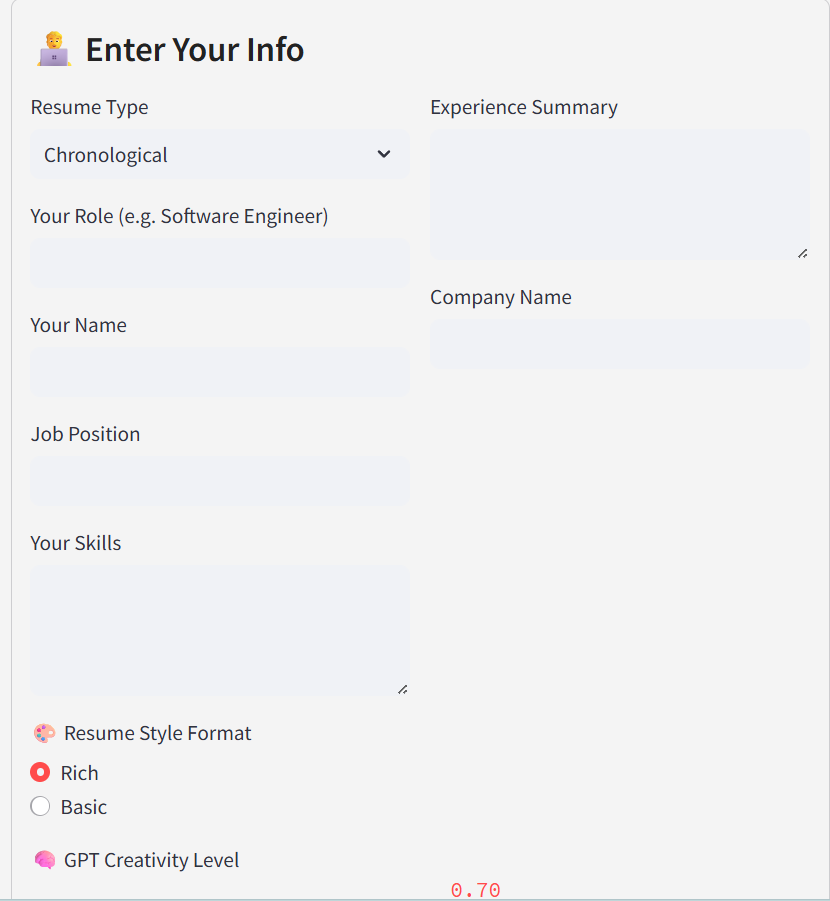 Enter Your Info
Resume Type
Chronological
Your Role (e.g. Software Engineer)
Your Name
Job Position
Your Skills
Experience Summary
Company Name
Resume Style Format
Rich
Basic
GPT Creativity Level
0.70